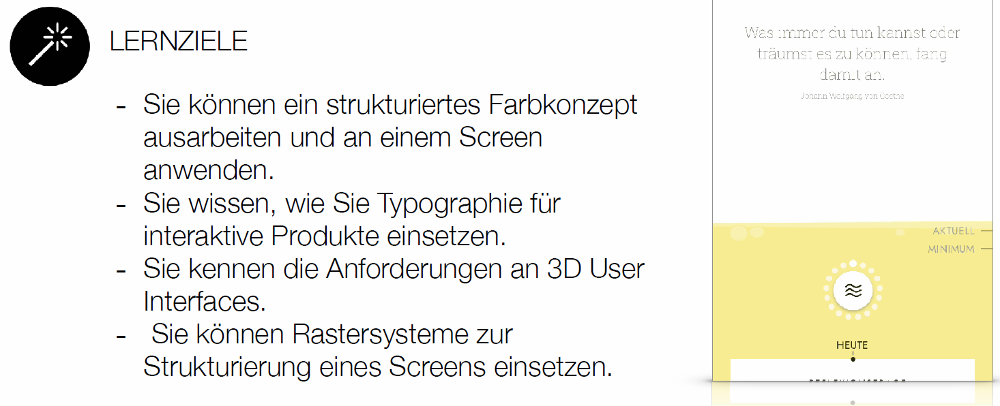 LERNZIELE
- Sie können ein strukturiertes Farbkonzept
ausarbeiten und an einem Screen
anwenden.
- Sie wissen, wie Sie Typographie für
interaktive Produkte einsetzen.
- Sie kennen die Anforderungen an 3D User
Interfaces.
- Sie können Rastersysteme zur
Strukturierung eines Screens einsetzen.
Was immer du tun kannst oder
träumst es zu können, fang
damit an.
Johann Wolfgang von Goethe
AKTUELL
MINIMUM
HEUTE